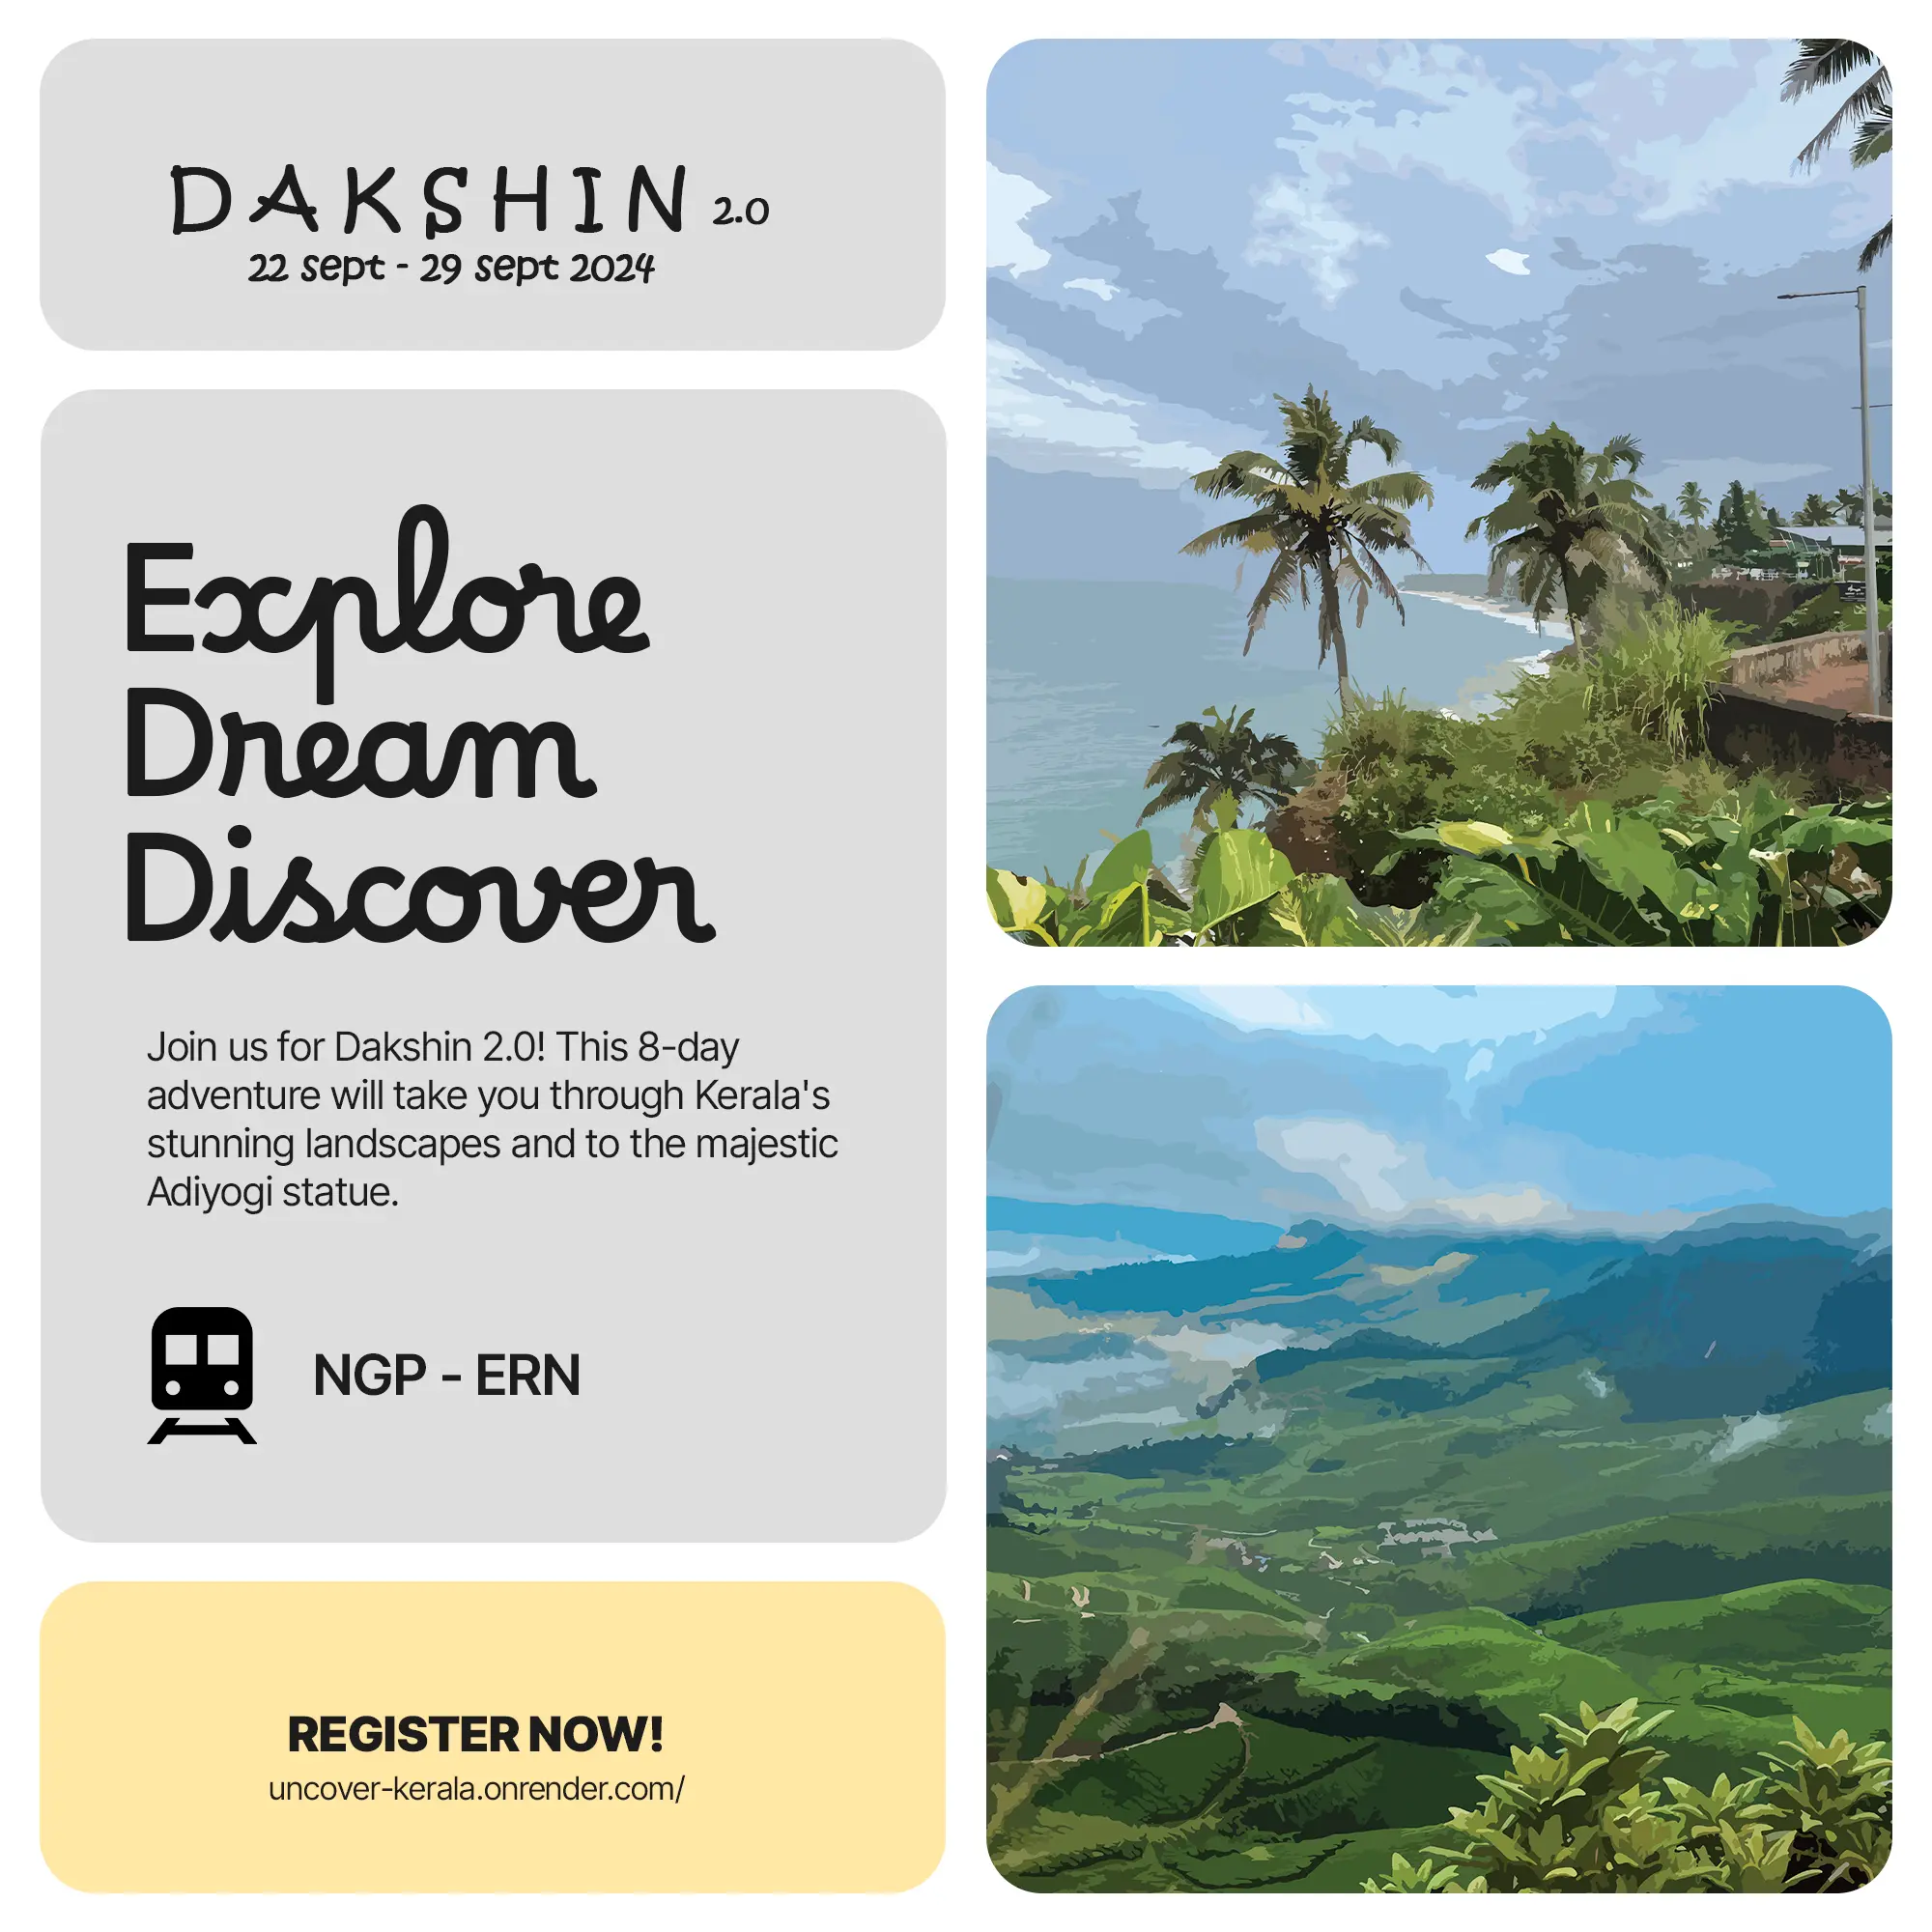 DAKSHIN 2.0
22 sept - 29 sept 2024
Explore
Dream
Discover
Join us for Dakshin 2.0! This 8-day
adventure will take you through Kerala's
stunning landscapes and to the majestic
Adiyogi statue.
NGP - ERN
REGISTER NOW!
uncover-kerala.onrender.com/